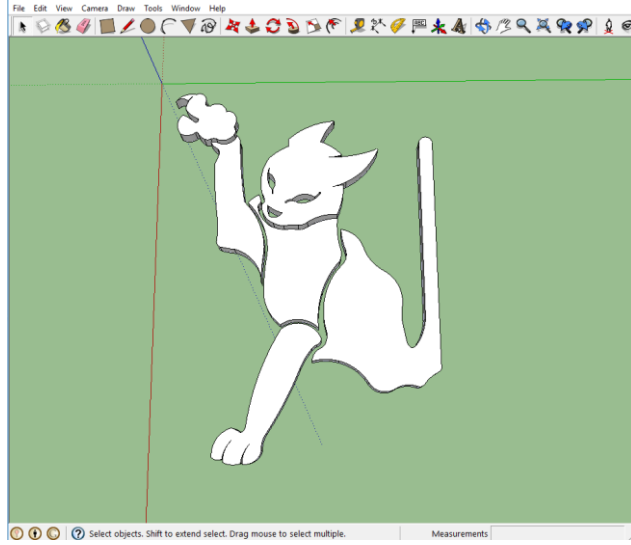 File Edit View Camera Draw Tools Window Help
Select objects. Shift to extend select. Drag mouse to select multiple. Measurements